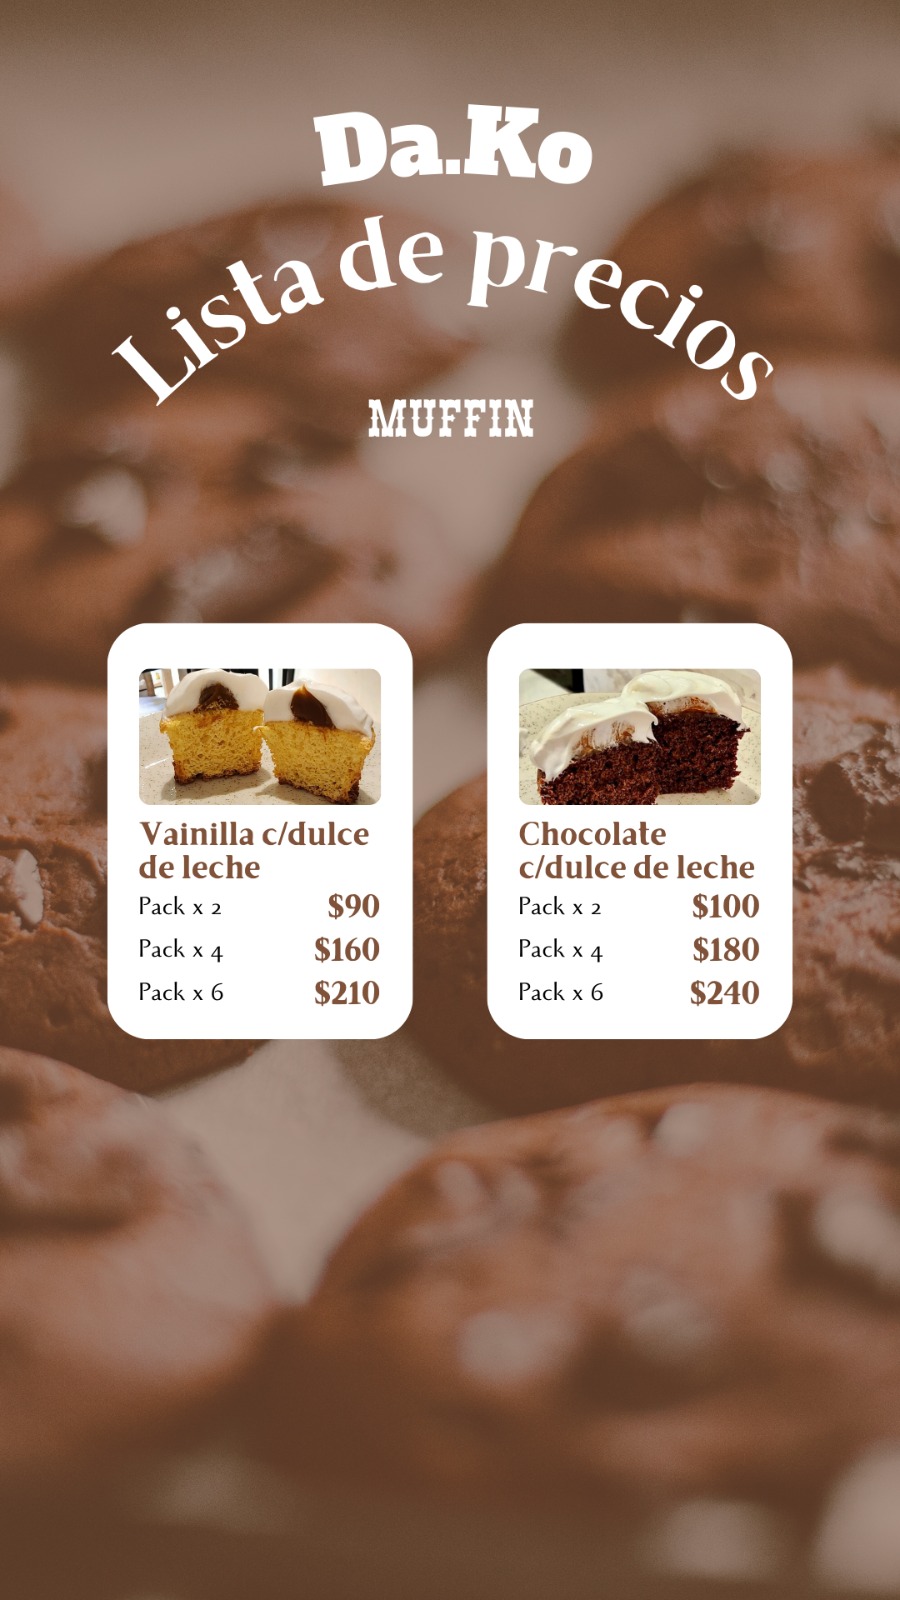 Da.Ko
Lista de precios
MUFFIN
Vainilla c/dulce
de leche
Pack x 2 $90
Pack x 4 $160
Pack x 6 $210
Chocolate
c/dulce de leche
Pack x 2 $100
Pack x 4 $180
Pack x 6 $240